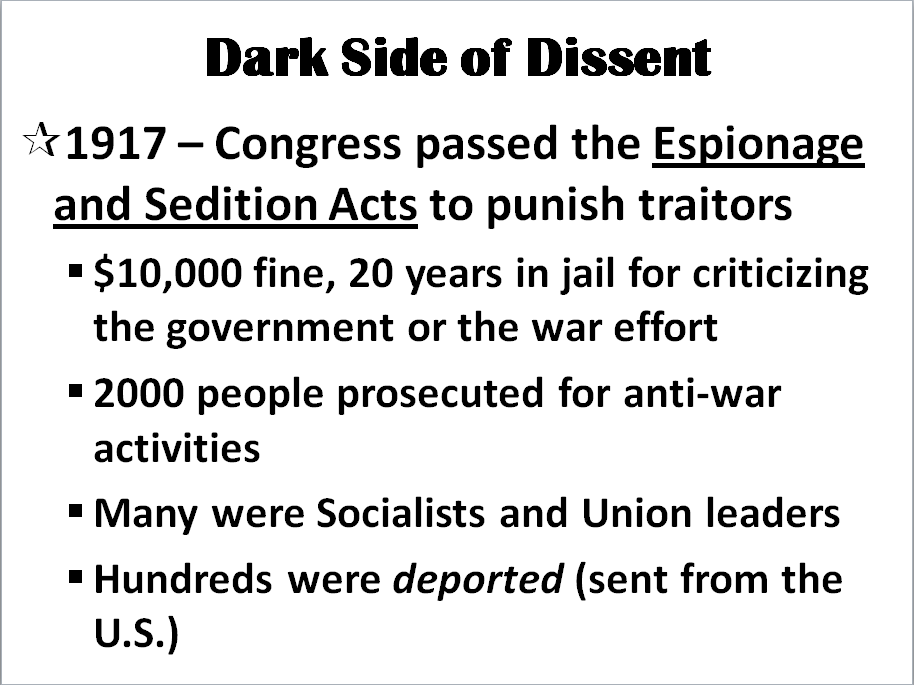 Dark Side of Dissent
☆1917 – Congress passed the Espionage
and Sedition Acts to punish traitors
▪ $10,000 fine, 20 years in jail for criticizing
the government or the war effort
▪ 2000 people prosecuted for anti-war
activities
▪ Many were Socialists and Union leaders
▪ Hundreds were deported (sent from the
U.S.)